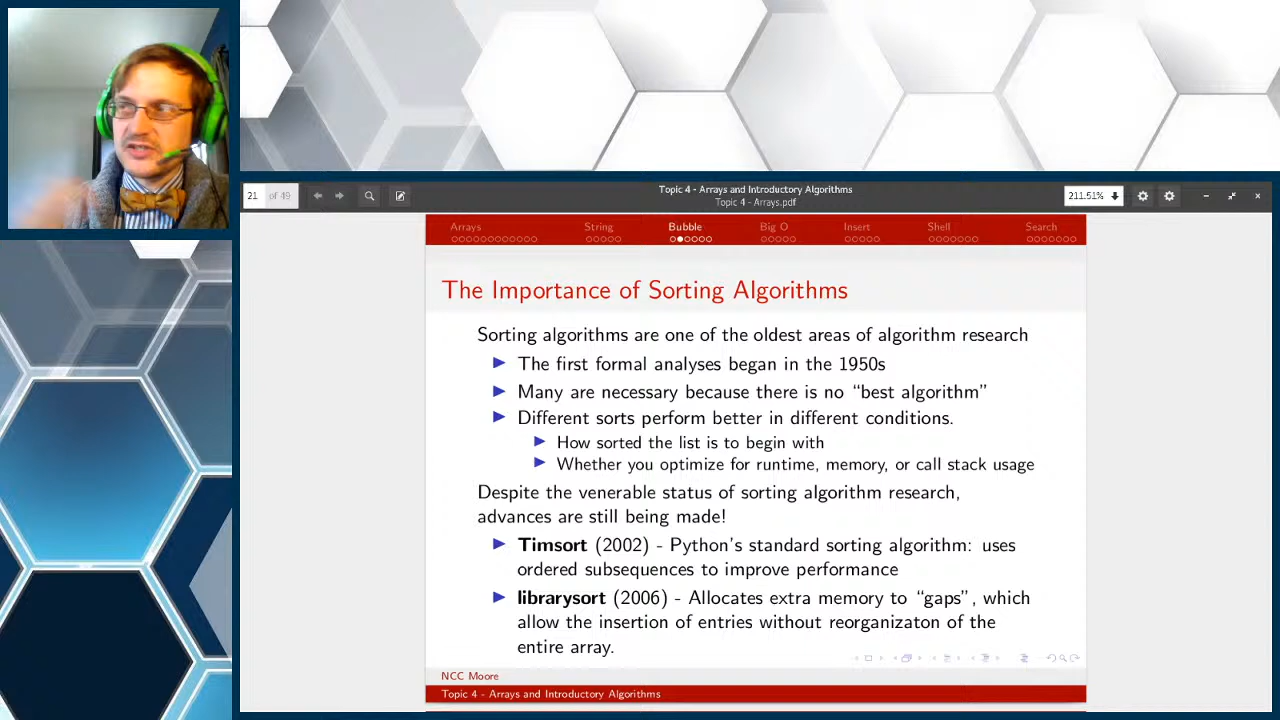 21 of 49
Topic 4 - Arrays and Introductory Algorithms
Topic 4 - Arrays.pdf
211.51%
Arrays String Bubble Big O Insert Shell Search
The Importance of Sorting Algorithms
Sorting algorithms are one of the oldest areas of algorithm research
The first formal analyses began in the 1950s
Many are necessary because there is no “best algorithm”
Different sorts perform better in different conditions.
How sorted the list is to begin with
Whether you optimize for runtime, memory, or call stack usage
Despite the venerable status of sorting algorithm research,
advances are still being made!
Timsort (2002) - Python's standard sorting algorithm: uses
ordered subsequences to improve performance
librarysort (2006) - Allocates extra memory to “gaps”, which
allow the insertion of entries without reorganizaton of the
entire array.
NCC Moore
Topic 4 - Arrays and Introductory Algorithms